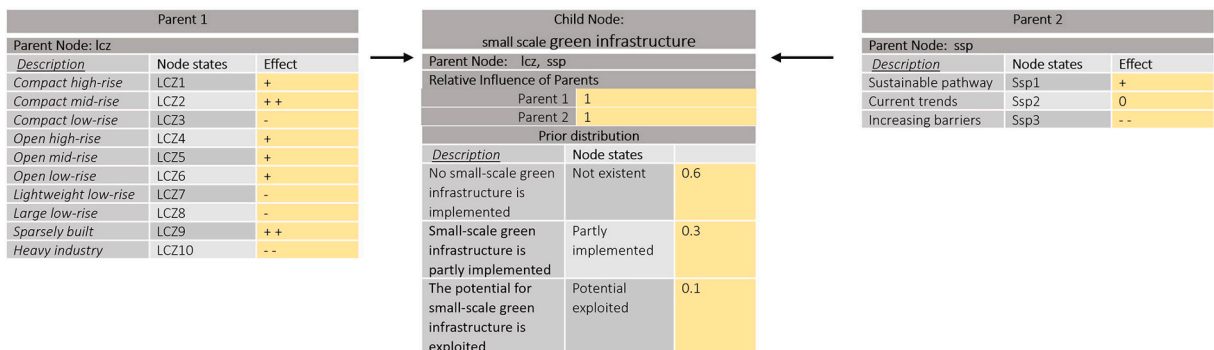 Parent 1
Parent Node: lcz
Description Node states Effect
Compact high-rise LCZ1 +
Compact mid-rise LCZ2 + +
Compact low-rise LCZ3 -
Open high-rise LCZ4 +
Open mid-rise LCZ5 +
Open low-rise LCZ6 +
Lightweight low-rise LCZ7 -
Large low-rise LCZ8 -
Sparsely built LCZ9 + +
Heavy industry LCZ10 - -
Child Node:
small scale green infrastructure
Parent Node: lcz, ssp
Relative Influence of Parents
Parent 1 1
Parent 2 1
Prior distribution
Description Node states
No small-scale green Not existent 0.6
infrastructure is
implemented
Small-scale green Partly 0.3
infrastructure is implemented
partly implemented
The potential for Potential 0.1
small-scale green exploited
infrastructure is
exploited
Parent 2
Parent Node: ssp
Description Node states Effect
Sustainable pathway Ssp1 +
Current trends Ssp2 0
Increasing barriers Ssp3 - -